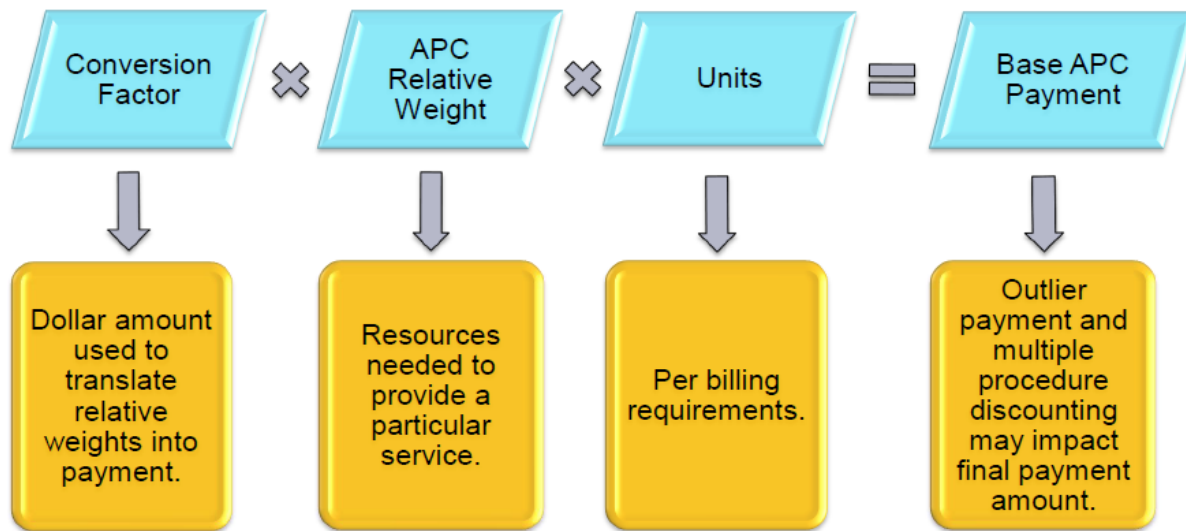 Conversion
Factor
APC
Relative
Weight
Units
Base APC
Payment
Dollar amount
used to
translate
relative
weights into
payment.
Resources
needed to
provide a
particular
service.
Per billing
requirements.
Outlier
payment and
multiple
procedure
discounting
may impact
final payment
amount.